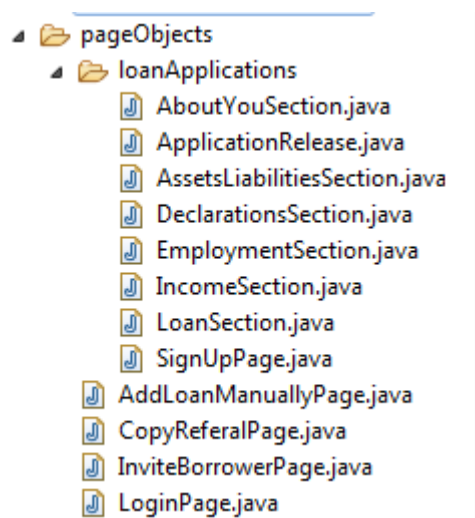 pageObjects
loanApplications
AboutYouSection.java
ApplicationRelease.java
AssetsLiabilitiesSection.java
DeclarationsSection.java
EmploymentSection.java
IncomeSection.java
LoanSection.java
SignUpPage.java
AddLoanManuallyPage.java
CopyReferalPage.java
InviteBorrowerPage.java
LoginPage.java